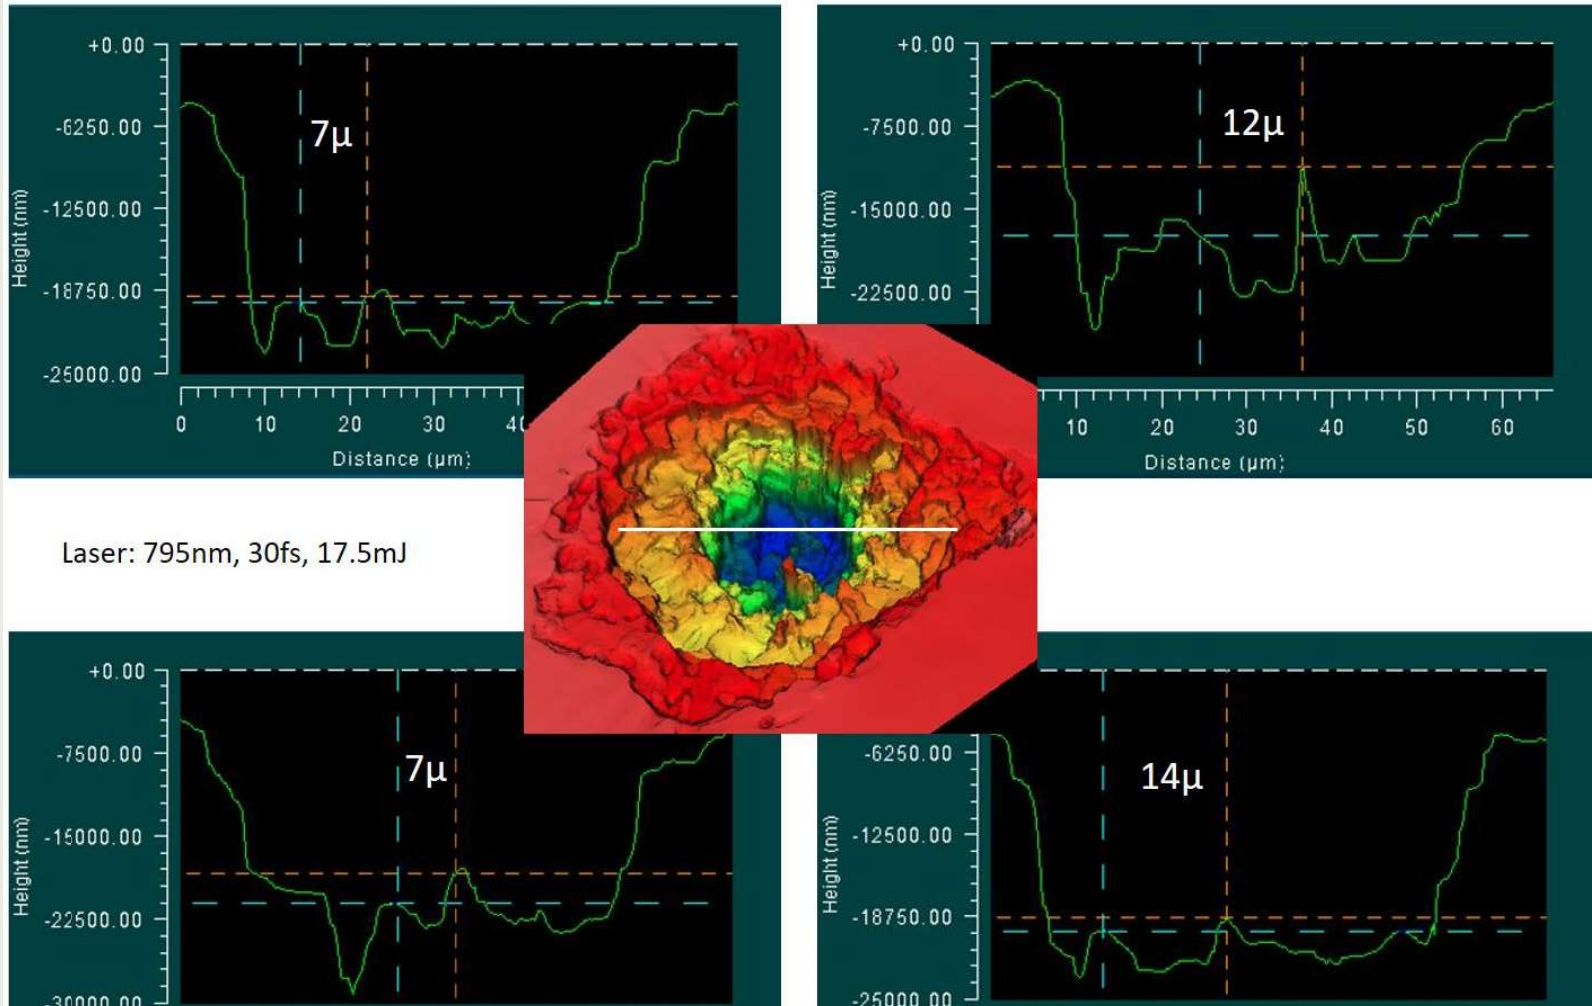 +0.00
-6250.00
-12500.00
-18750.00
-25000.00
Height (nm)
7µ
0 10 20 30 40
Distance (µm)
+0.00
-7500.00
-15000.00
-22500.00
Height (nm)
12µ
10 20 30 40 50 60
Distance (µm)
Laser: 795nm, 30fs, 17.5mJ
+0.00
-7500.00
-15000.00
-22500.00
-30000.00
Height (nm)
7µ
-6250.00
-12500.00
-18750.00
-25000.00
Height (nm)
14µ